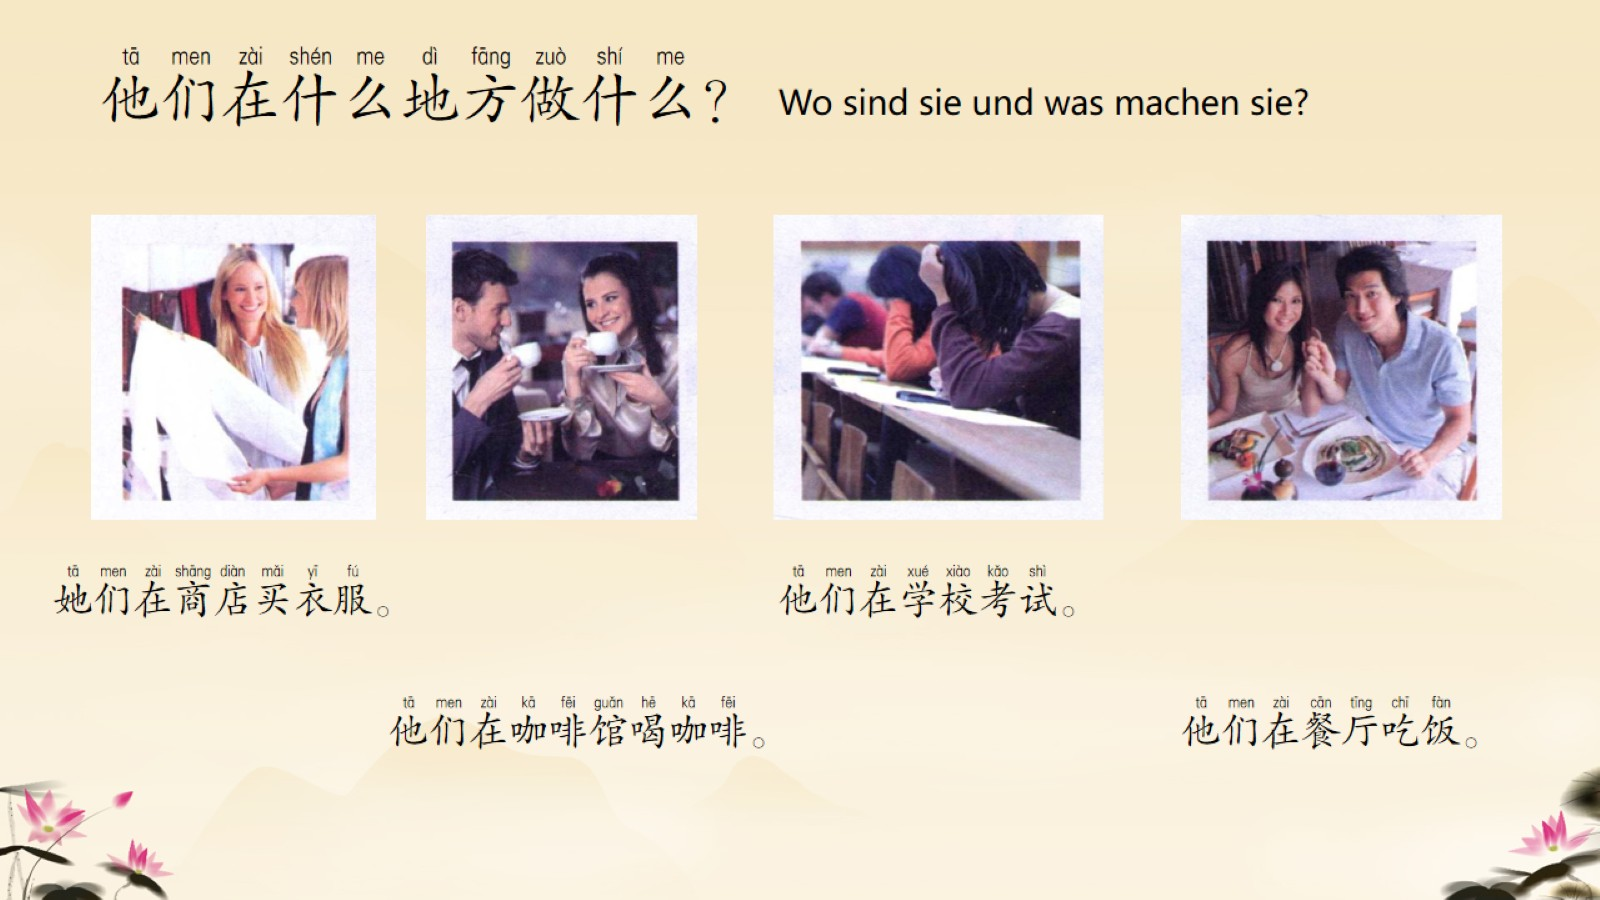 tā men zài shén me dì fāng zuò shí me
他们在什么地方做什么? Wo sind sie und was machen sie?
tā men zài shāng diàn mǎi yī fú
她们在商店买衣服。
tā men zài xué xiào kǎo shì
他们在学校考试。
tā men zài kā fēi guǎn hē kā fēi
他们在咖啡馆喝咖啡。
tā men zài cān tīng chī fàn
他们在餐厅吃饭。